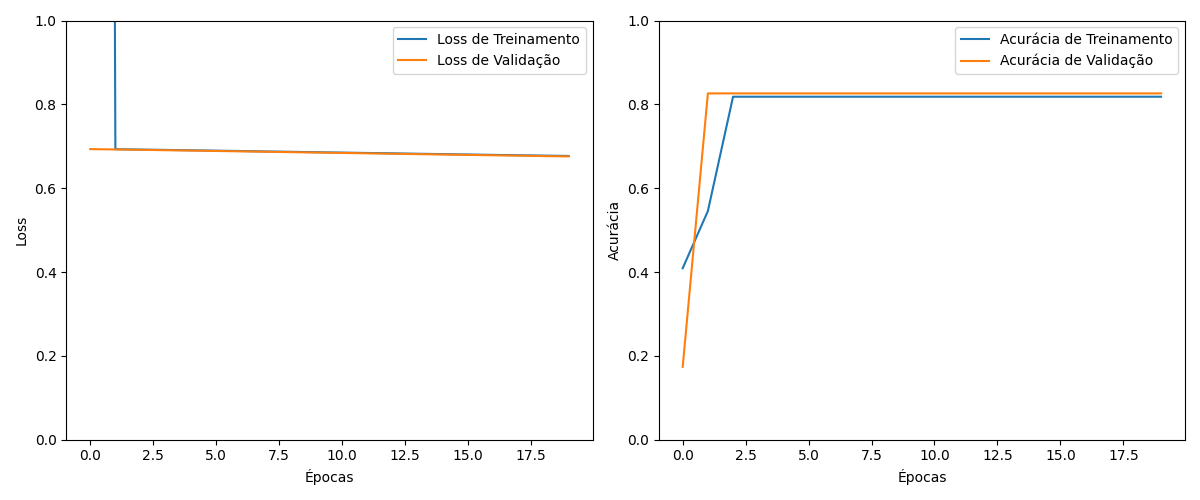 Loss de Treinamento
Loss de Validação
1.0
0.8
0.6
0.4
0.2
0.0
Loss
0.0 2.5 5.0 7.5 10.0 12.5 15.0 17.5
Épocas
Acurácia de Treinamento
Acurácia de Validação
1.0
0.8
0.6
0.4
0.2
0.0
Acurácia
0.0 2.5 5.0 7.5 10.0 12.5 15.0 17.5
Épocas